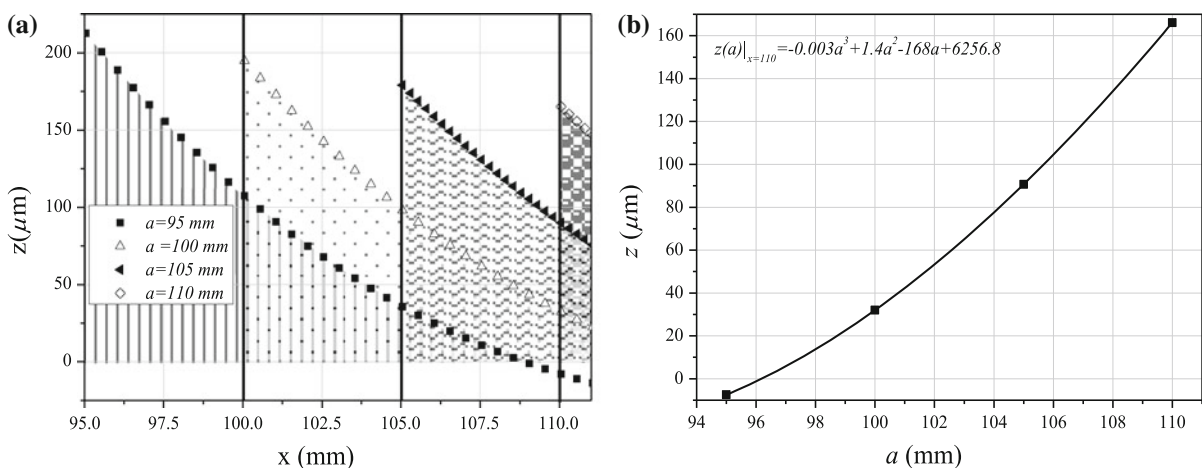 (a)
200
150
100
50
0
z(μm)
a=95 mm
a =100 mm
a=105 mm
a=110 mm
95.0 97.5 100.0 102.5 105.0 107.5 110.0
x (mm)
(b)
z(a)|x=110=-0.003a³+1.4a²-168a+6256.8
160
140
120
100
80
60
40
20
0
z (μm)
94 96 98 100 102 104 106 108 110
a (mm)